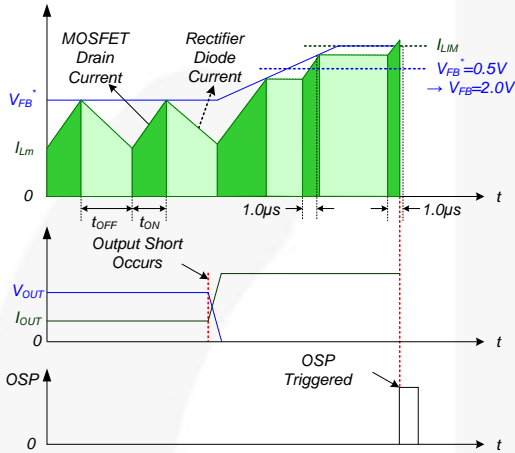 MOSFET
Drain
Current
Rectifier
Diode
Current
I_LIM
V_FB*=0.5V
→ V_FB=2.0V
V_FB*
I_Lm
0
t
t_OFF
t_ON
1.0µs
1.0µs
Output Short
Occurs
V_OUT
I_OUT
0
t
OSP
OSP
Triggered
0
t